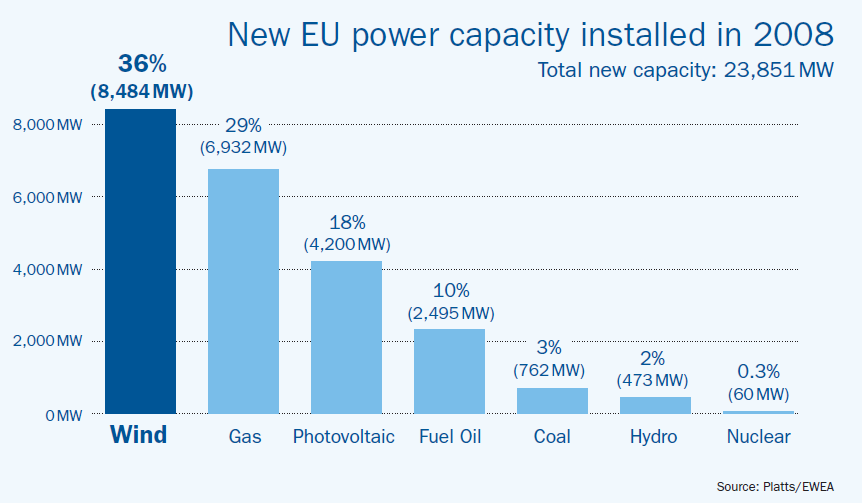 New EU power capacity installed in 2008
Total new capacity: 23,851 MW
36%
(8,484 MW)
29%
(6,932 MW)
18%
(4,200 MW)
10%
(2,495 MW)
3%
(762 MW)
2%
(473 MW)
0.3%
(60 MW)
8,000 MW
6,000 MW
4,000 MW
2,000 MW
0 MW
Wind Gas Photovoltaic Fuel Oil Coal Hydro Nuclear
Source: Platts/EWEA